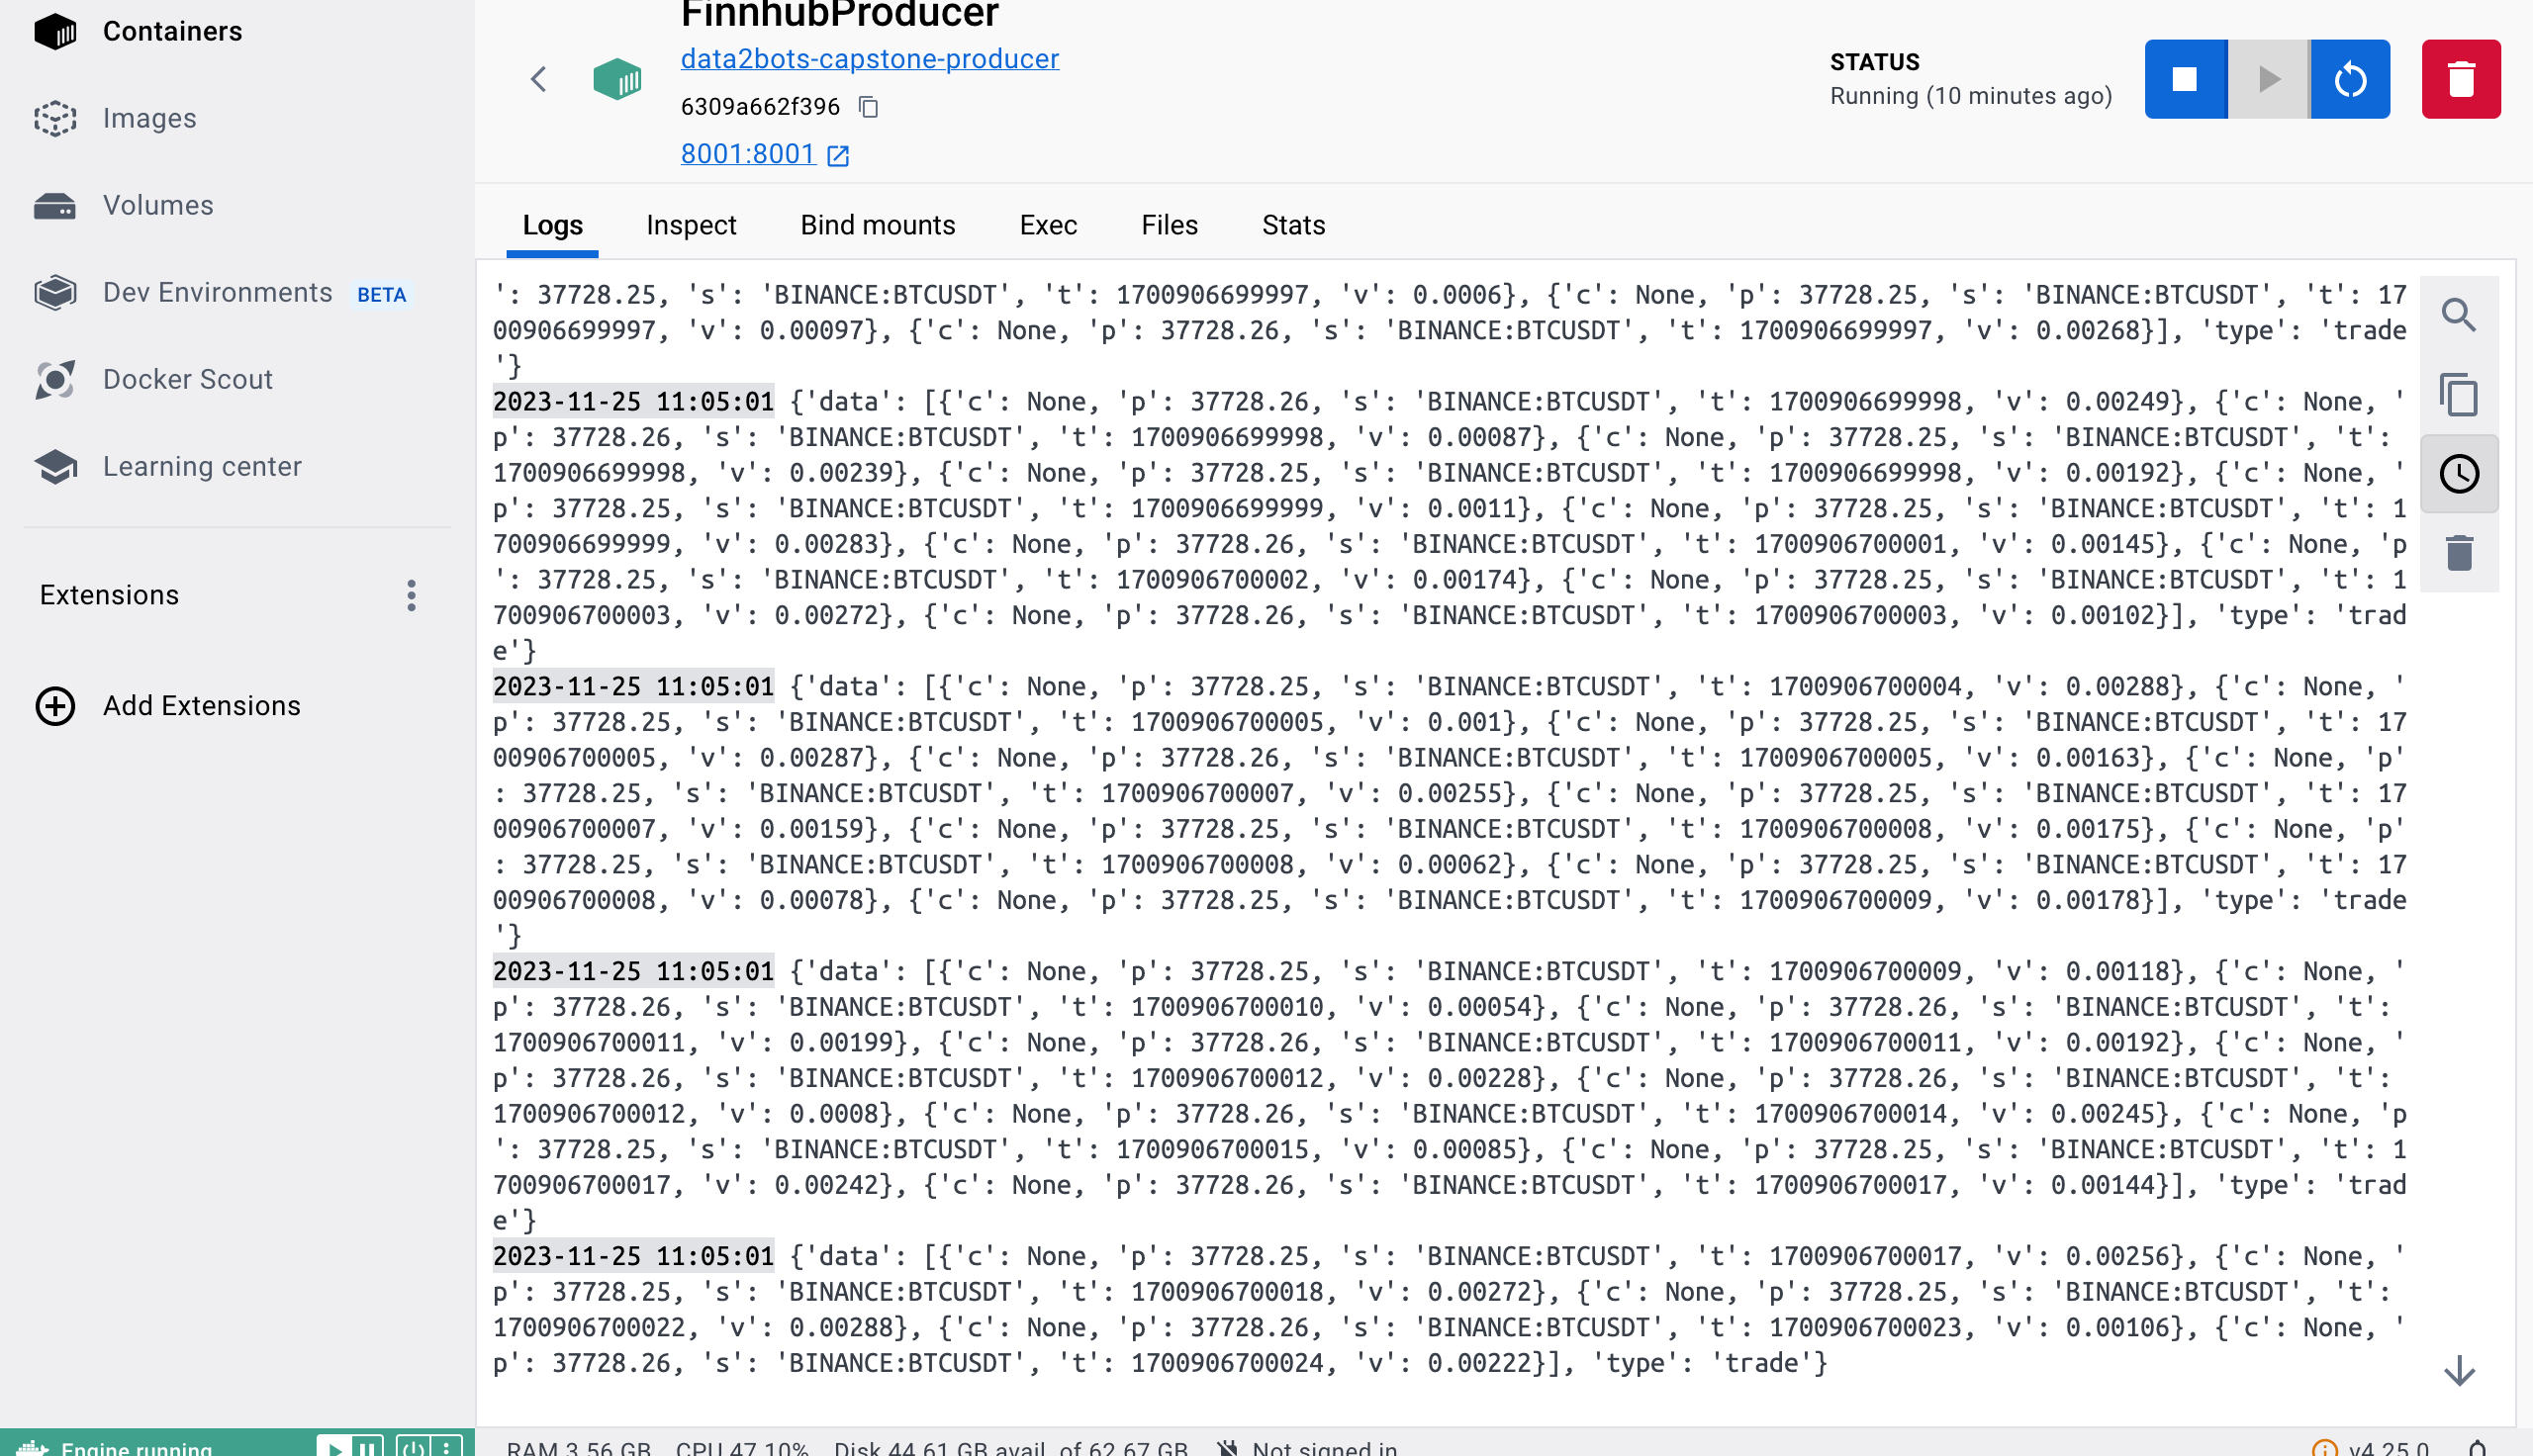 Containers
Images
Volumes
Dev Environments BETA
Docker Scout
Learning center
Extensions
Add Extensions
FinnhubProducer
data2bots-capstone-producer
6309a662f396
8001:8001
STATUS
Running (10 minutes ago)
Logs Inspect Bind mounts Exec Files Stats
': 37728.25, 's': 'BINANCE:BTCUSDT', 't': 1700906699997, 'v': 0.0006}, {'c': None, 'p': 37728.25, 's': 'BINANCE:BTCUSDT', 't': 17
00906699997, 'v': 0.00097}, {'c': None, 'p': 37728.26, 's': 'BINANCE:BTCUSDT', 't': 1700906699997, 'v': 0.00268}], 'type': 'trade
'}
2023-11-25 11:05:01 {'data': [{'c': None, 'p': 37728.26, 's': 'BINANCE:BTCUSDT', 't': 1700906699998, 'v': 0.00249}, {'c': None, '
p': 37728.26, 's': 'BINANCE:BTCUSDT', 't': 1700906699998, 'v': 0.00087}, {'c': None, 'p': 37728.25, 's': 'BINANCE:BTCUSDT', 't':
1700906699998, 'v': 0.00239}, {'c': None, 'p': 37728.25, 's': 'BINANCE:BTCUSDT', 't': 1700906699998, 'v': 0.00192}, {'c': None, '
p': 37728.25, 's': 'BINANCE:BTCUSDT', 't': 1700906699999, 'v': 0.0011}, {'c': None, 'p': 37728.25, 's': 'BINANCE:BTCUSDT', 't': 1
700906699999, 'v': 0.00283}, {'c': None, 'p': 37728.26, 's': 'BINANCE:BTCUSDT', 't': 1700906700001, 'v': 0.00145}, {'c': None, 'p
': 37728.25, 's': 'BINANCE:BTCUSDT', 't': 1700906700002, 'v': 0.00174}, {'c': None, 'p': 37728.25, 's': 'BINANCE:BTCUSDT', 't': 1
700906700003, 'v': 0.00272}, {'c': None, 'p': 37728.26, 's': 'BINANCE:BTCUSDT', 't': 1700906700003, 'v': 0.00102}], 'type': 'trad
e'}
2023-11-25 11:05:01 {'data': [{'c': None, 'p': 37728.25, 's': 'BINANCE:BTCUSDT', 't': 1700906700004, 'v': 0.00288}, {'c': None, '
p': 37728.25, 's': 'BINANCE:BTCUSDT', 't': 1700906700005, 'v': 0.001}, {'c': None, 'p': 37728.25, 's': 'BINANCE:BTCUSDT', 't': 17
00906700005, 'v': 0.00287}, {'c': None, 'p': 37728.26, 's': 'BINANCE:BTCUSDT', 't': 1700906700005, 'v': 0.00163}, {'c': None, 'p'
: 37728.25, 's': 'BINANCE:BTCUSDT', 't': 1700906700007, 'v': 0.00255}, {'c': None, 'p': 37728.25, 's': 'BINANCE:BTCUSDT', 't': 17
00906700007, 'v': 0.00159}, {'c': None, 'p': 37728.25, 's': 'BINANCE:BTCUSDT', 't': 1700906700008, 'v': 0.00175}, {'c': None, 'p'
: 37728.25, 's': 'BINANCE:BTCUSDT', 't': 1700906700008, 'v': 0.00062}, {'c': None, 'p': 37728.25, 's': 'BINANCE:BTCUSDT', 't': 17
00906700008, 'v': 0.00078}, {'c': None, 'p': 37728.25, 's': 'BINANCE:BTCUSDT', 't': 1700906700009, 'v': 0.00178}], 'type': 'trade
'}
2023-11-25 11:05:01 {'data': [{'c': None, 'p': 37728.25, 's': 'BINANCE:BTCUSDT', 't': 1700906700009, 'v': 0.00118}, {'c': None, '
p': 37728.26, 's': 'BINANCE:BTCUSDT', 't': 1700906700010, 'v': 0.00054}, {'c': None, 'p': 37728.26, 's': 'BINANCE:BTCUSDT', 't':
1700906700011, 'v': 0.00199}, {'c': None, 'p': 37728.26, 's': 'BINANCE:BTCUSDT', 't': 1700906700011, 'v': 0.00192}, {'c': None, '
p': 37728.26, 's': 'BINANCE:BTCUSDT', 't': 1700906700012, 'v': 0.00228}, {'c': None, 'p': 37728.26, 's': 'BINANCE:BTCUSDT', 't':
1700906700012, 'v': 0.0008}, {'c': None, 'p': 37728.26, 's': 'BINANCE:BTCUSDT', 't': 1700906700014, 'v': 0.00245}, {'c': None, 'p
': 37728.25, 's': 'BINANCE:BTCUSDT', 't': 1700906700015, 'v': 0.00085}, {'c': None, 'p': 37728.25, 's': 'BINANCE:BTCUSDT', 't': 1
700906700017, 'v': 0.00242}, {'c': None, 'p': 37728.26, 's': 'BINANCE:BTCUSDT', 't': 1700906700017, 'v': 0.00144}], 'type': 'trad
e'}
2023-11-25 11:05:01 {'data': [{'c': None, 'p': 37728.25, 's': 'BINANCE:BTCUSDT', 't': 1700906700017, 'v': 0.00256}, {'c': None, '
p': 37728.25, 's': 'BINANCE:BTCUSDT', 't': 1700906700018, 'v': 0.00272}, {'c': None, 'p': 37728.25, 's': 'BINANCE:BTCUSDT', 't':
1700906700022, 'v': 0.00288}, {'c': None, 'p': 37728.26, 's': 'BINANCE:BTCUSDT', 't': 1700906700023, 'v': 0.00106}, {'c': None, '
p': 37728.26, 's': 'BINANCE:BTCUSDT', 't': 1700906700024, 'v': 0.00222}], 'type': 'trade'}
Engine running
RAM 3.56 GB CPU 47.10% Disk 44.61 GB avail. of 62.67 GB Not signed in
v4.25.0